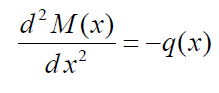 d²M(x)/dx² = −q(x)